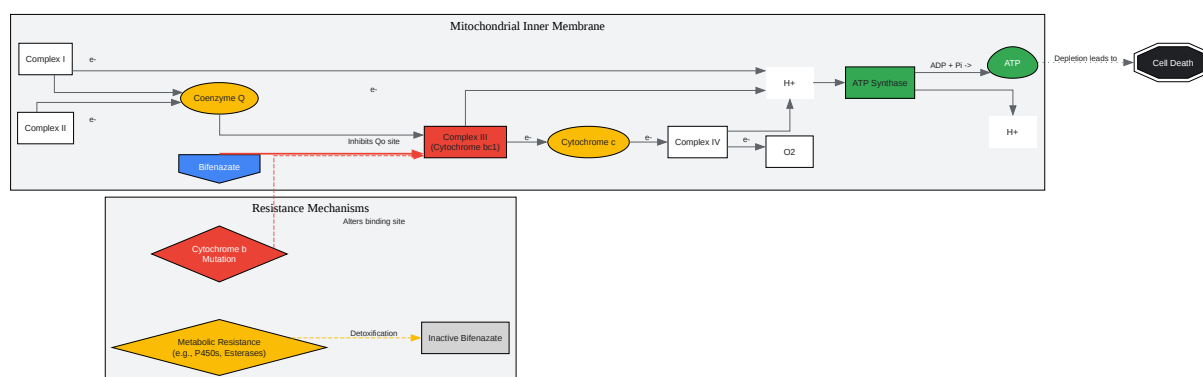 Mitochondrial Inner Membrane
Complex I
e-
Complex II
e-
Coenzyme Q
e-
Inhibits Qo site
Bifenazate
Complex III
(Cytochrome bc1)
e-
Cytochrome c
e-
Complex IV
e-
H+
O2
ATP Synthase
ADP + Pi ->
ATP
H+
Depletion leads to
Cell Death
Resistance Mechanisms
Alters binding site
Cytochrome b
Mutation
Metabolic Resistance
(e.g., P450s, Esterases)
Detoxification
Inactive Bifenazate